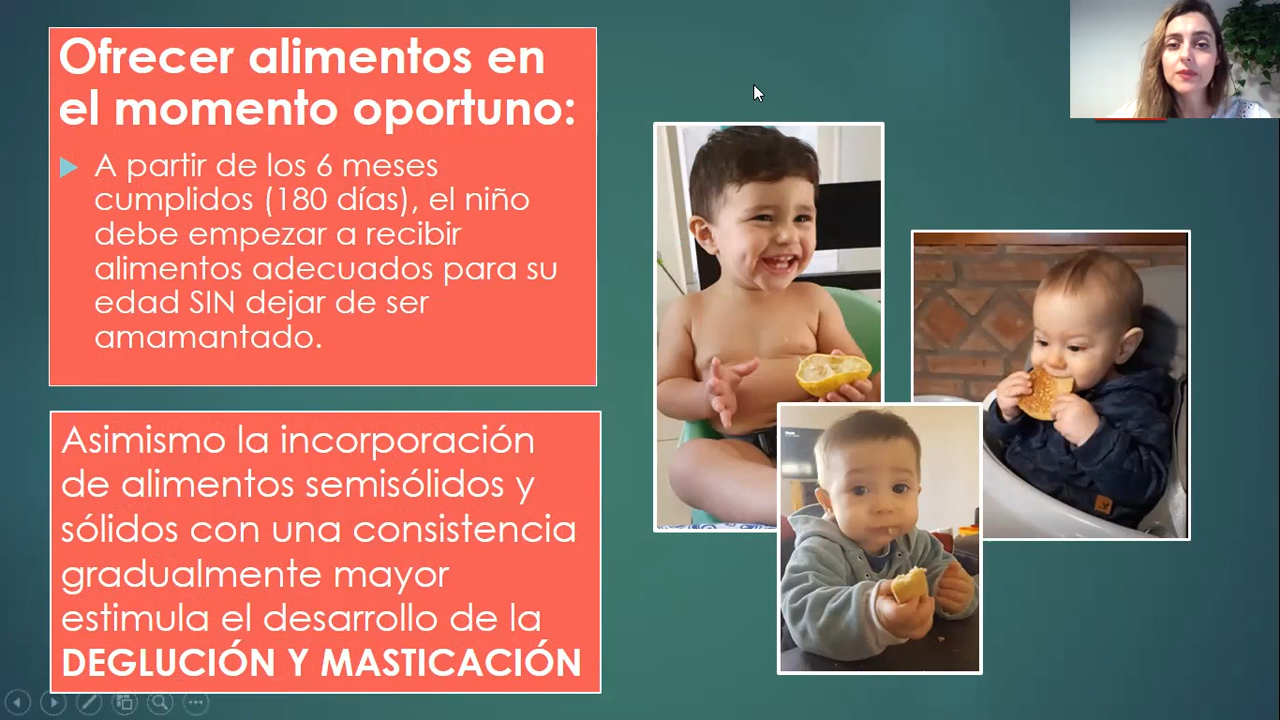 Ofrecer alimentos en
el momento oportuno:
A partir de los 6 meses
cumplidos (180 días), el niño
debe empezar a recibir
alimentos adecuados para su
edad SIN dejar de ser
amamantado.
Asimismo la incorporación
de alimentos semisólidos y
sólidos con una consistencia
gradualmente mayor
estimula el desarrollo de la
DEGLUCIÓN Y MASTICACIÓN